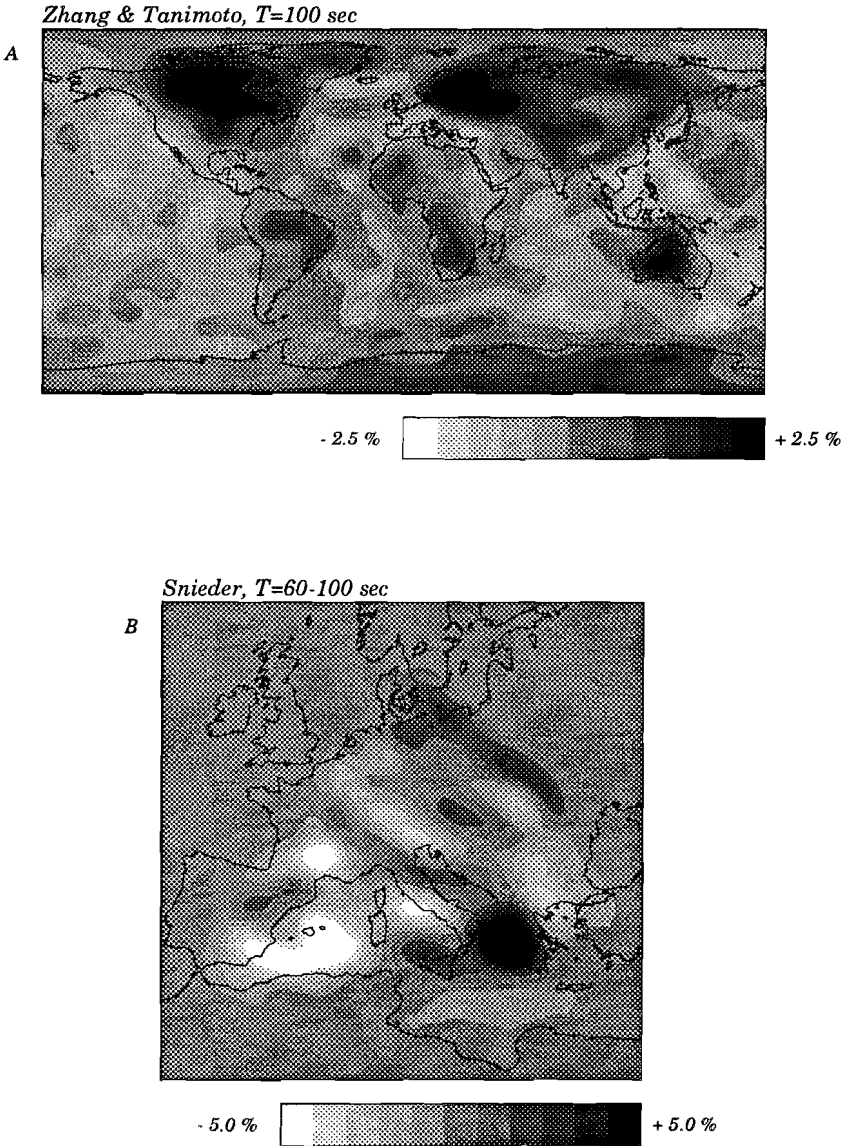 Zhang & Tanimoto, T=100 sec
A
- 2.5 %
+ 2.5 %
Snieder, T=60-100 sec
B
- 5.0 %
+ 5.0 %